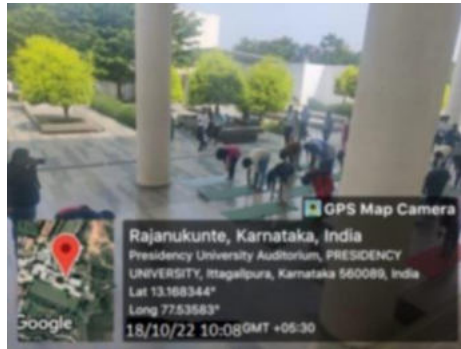 GPS Map Camera
Rajanukunte, Karnataka, India
Presidency University Auditorium, PRESIDENCY
UNIVERSITY, Ittagallpura, Karnataka 560089, India
Lat 13.168344°
Long 77.53583°
Google
18/10/22 10:08 GMT +05:30